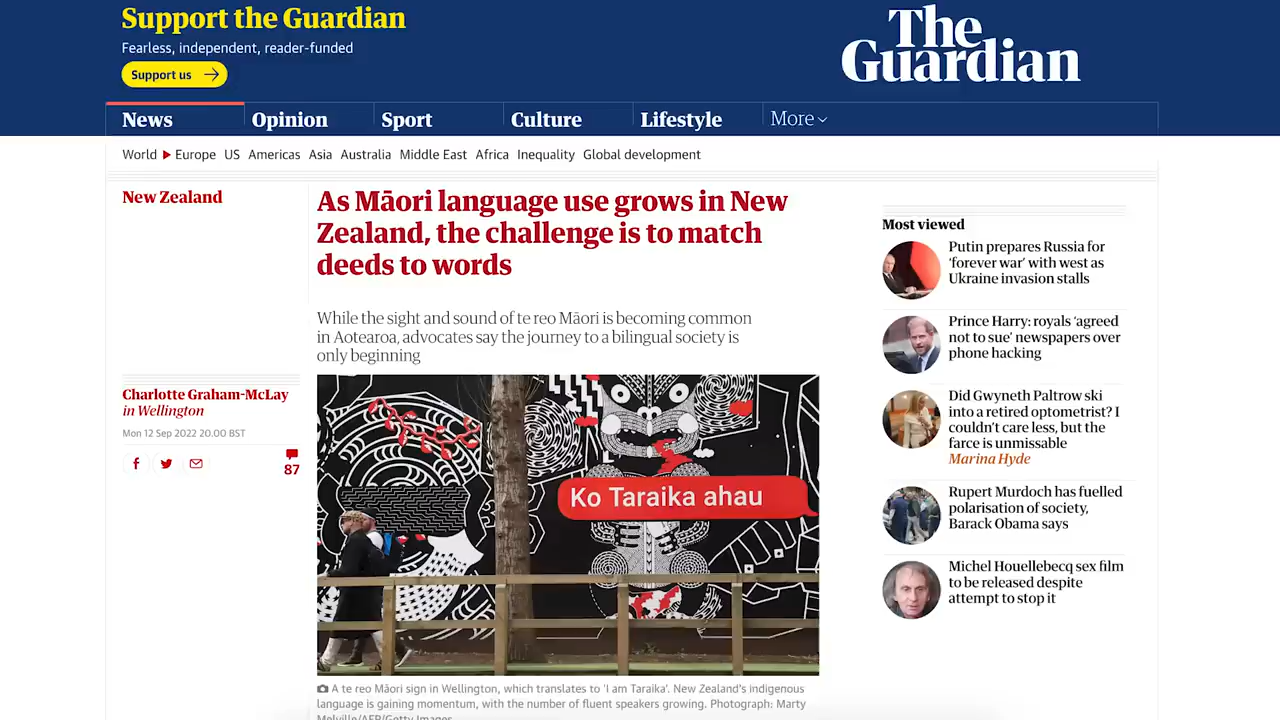 Support the Guardian
Fearless, independent, reader-funded
Support us
The
Guardian
News
Opinion
Sport
Culture
Lifestyle
More
World
Europe
US
Americas
Asia
Australia
Middle East
Africa
Inequality
Global development
New Zealand
As Māori language use grows in New
Zealand, the challenge is to match
deeds to words
While the sight and sound of te reo Māori is becoming common
in Aotearoa, advocates say the journey to a bilingual society is
only beginning
Charlotte Graham-McLay
in Wellington
Mon 12 Sep 2022 20.00 BST
87
Ko Taraika ahau
A te reo Māori sign in Wellington, which translates to 'I am Taraika'. New Zealand's indigenous
language is gaining momentum, with the number of fluent speakers growing. Photograph: Marty
Melville/AFP/Getty Images
Most viewed
Putin prepares Russia for
‘forever war’ with west as
Ukraine invasion stalls
Prince Harry: royals ‘agreed
not to sue’ newspapers over
phone hacking
Did Gwyneth Paltrow ski
into a retired optometrist? I
couldn’t care less, but the
farce is unmissable
Marina Hyde
Rupert Murdoch has fuelled
polarisation of society,
Barack Obama says
Michel Houellebecq sex film
to be released despite
attempt to stop it